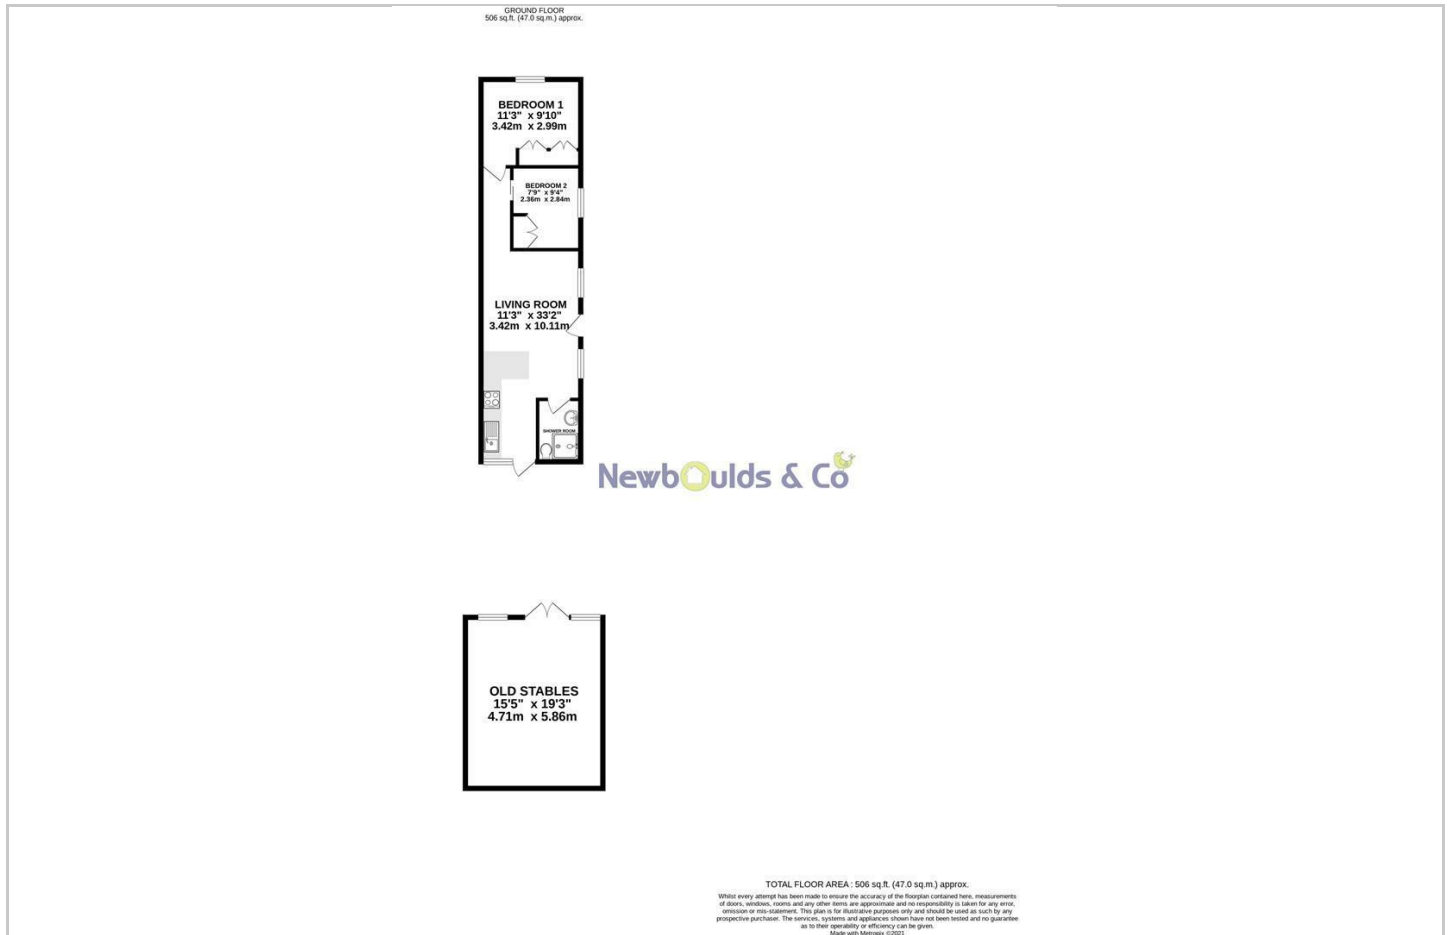 GROUND FLOOR
506 sq.ft. (47.0 sq.m.) approx.
BEDROOM 1
11'3" x 9'10"
3.42m x 2.99m
BEDROOM 2
7'9" x 9'4"
2.36m x 2.84m
LIVING ROOM
11'3" x 33'2"
3.42m x 10.11m
SHOWER ROOM
Newboulds & Co
OLD STABLES
15'5" x 19'3"
4.71m x 5.86m
TOTAL FLOOR AREA : 506 sq.ft. (47.0 sq.m.) approx.
Whilst every attempt has been made to ensure the accuracy of the floorplan contained here, measurements
of doors, windows, rooms and any other items are approximate and no responsibility is taken for any error,
omission or mis-statement. This plan is for illustrative purposes only and should be used as such by any
prospective purchaser. The services, systems and appliances shown have not been tested and no guarantee
as to their operability or efficiency can be given.
Made with Metropix ©2021